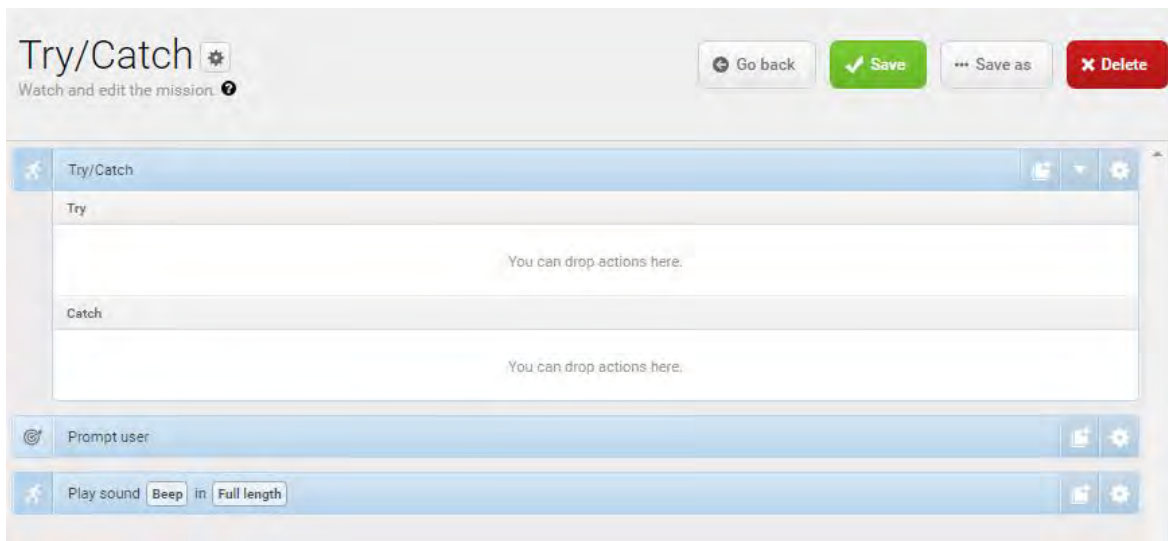 Try/Catch
Go back
Save
Save as
Delete
Watch and edit the mission.
Try/Catch
Try
You can drop actions here.
Catch
You can drop actions here.
Prompt user
Play sound Beep in Full length